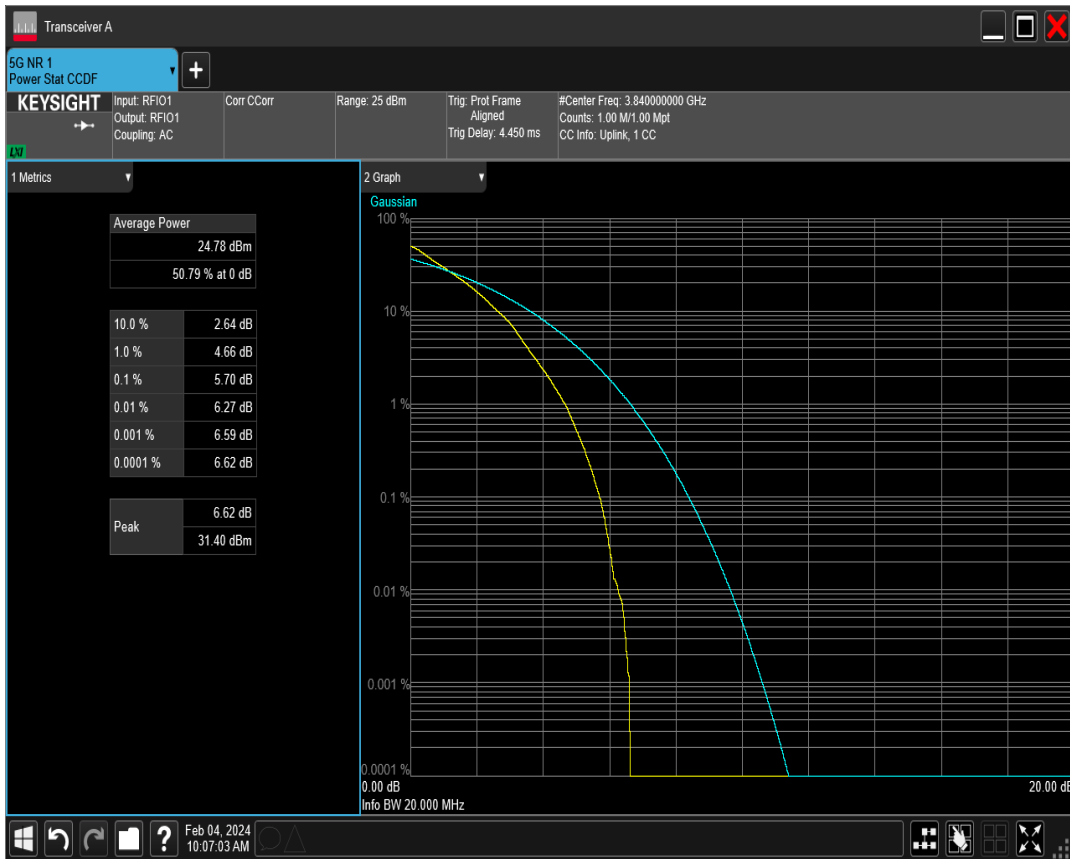 Transceiver A
5G NR 1
Power Stat CCDF
+
KEYSIGHT
LXI
Input: RFIO1
Output: RFIO1
Coupling: AC
Corr CCorr
Range: 25 dBm
Trig: Prot Frame
Aligned
Trig Delay: 4.450 ms
#Center Freq: 3.840000000 GHz
Counts: 1.00 M/1.00 Mpt
CC Info: Uplink, 1 CC
1 Metrics
Average Power
24.78 dBm
50.79 % at 0 dB
10.0 % 2.64 dB
1.0 % 4.66 dB
0.1 % 5.70 dB
0.01 % 6.27 dB
0.001 % 6.59 dB
0.0001 % 6.62 dB
Peak
6.62 dB
31.40 dBm
2 Graph
Gaussian
100 %
10 %
1 %
0.1 %
0.01 %
0.001 %
0.0001 %
0.00 dB 20.00 dB
Info BW 20.000 MHz
?
Feb 04, 2024
10:07:03 AM